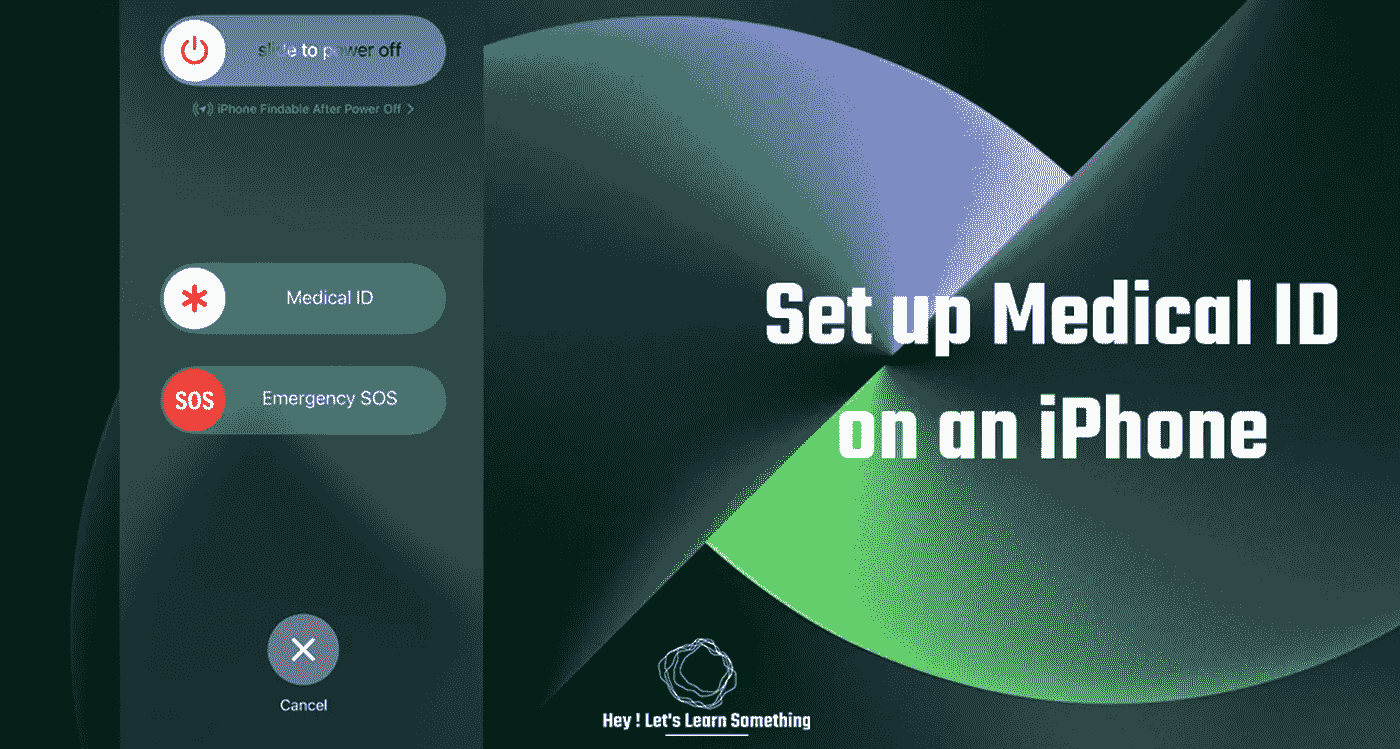 slide to power off
iPhone Findable After Power Off
Medical ID
SOS
Emergency SOS
Cancel
Set up Medical ID
on an iPhone
Hey ! Let's Learn Something